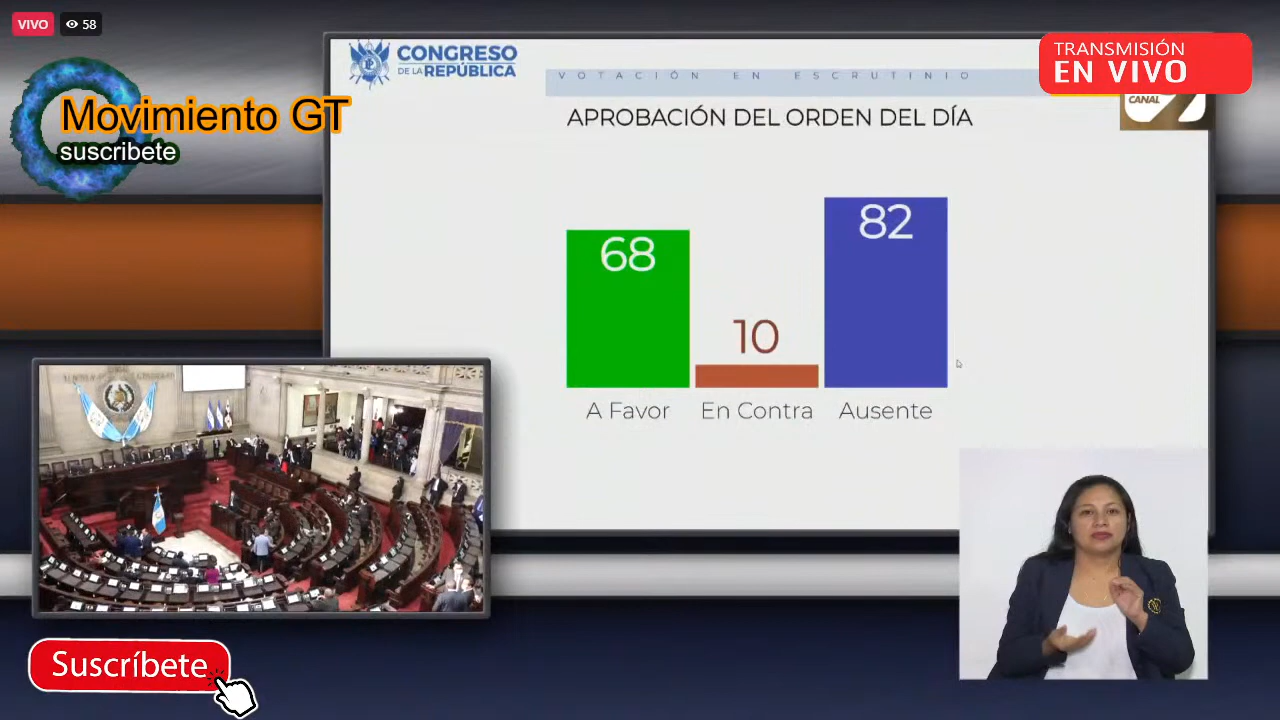 VIVO
58
CONGRESO
DE LA REPÚBLICA
VOTACIÓN EN ESCRUTINIO
TRANSMISIÓN
EN VIVO
CANAL
Movimiento GT
suscribete
APROBACIÓN DEL ORDEN DEL DÍA
68
10
82
A Favor
En Contra
Ausente
Suscríbete